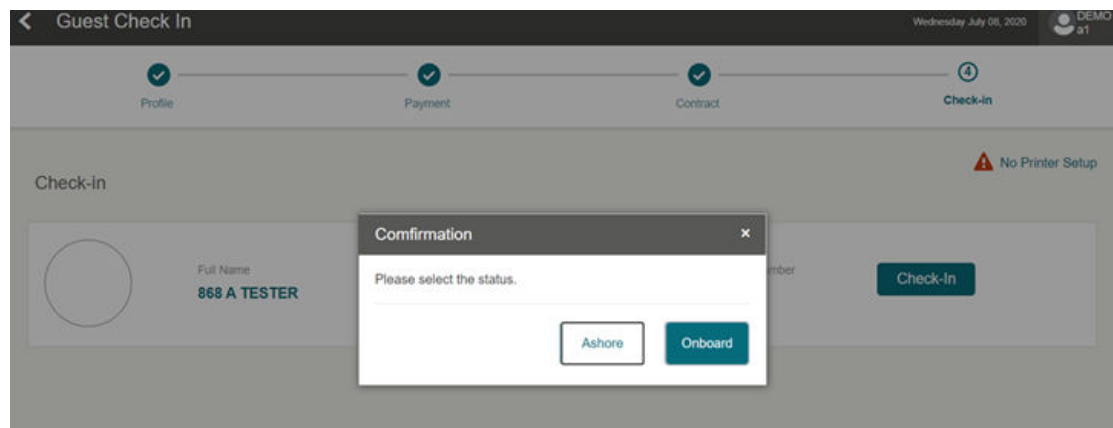 Guest Check In
Wednesday July 08, 2020
DEMO
a1
4
Profile
Payment
Contract
Check-in
No Printer Setup
Check-in
Comfirmation
×
Please select the status.
Full Name
868 A TESTER
mber
Check-In
Ashore
Onboard